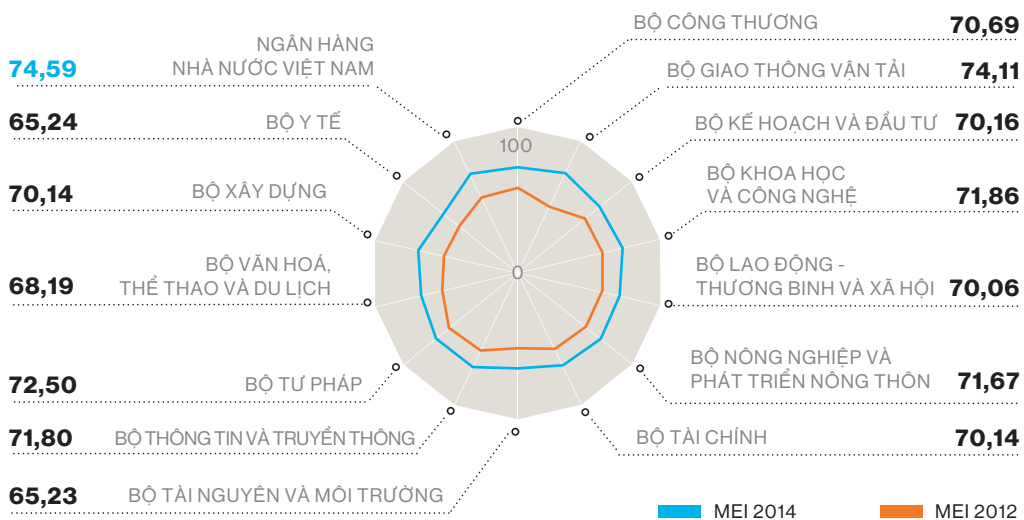 BỘ CÔNG THƯƠNG 70,69
BỘ GIAO THÔNG VẬN TẢI 74,11
BỘ KẾ HOẠCH VÀ ĐẦU TƯ 70,16
BỘ KHOA HỌC
VÀ CÔNG NGHỆ 71,86
BỘ LAO ĐỘNG -
THƯƠNG BINH VÀ XÃ HỘI 70,06
BỘ NÔNG NGHIỆP VÀ
PHÁT TRIỂN NÔNG THÔN 71,67
BỘ TÀI CHÍNH 70,14
65,23 BỘ TÀI NGUYÊN VÀ MÔI TRƯỜNG
71,80 BỘ THÔNG TIN VÀ TRUYỀN THÔNG
72,50 BỘ TƯ PHÁP
BỘ VĂN HOÁ,
68,19 THỂ THAO VÀ DU LỊCH
70,14 BỘ XÂY DỰNG
65,24 BỘ Y TẾ
NGÂN HÀNG
74,59 NHÀ NƯỚC VIỆT NAM
100
0
MEI 2014 MEI 2012